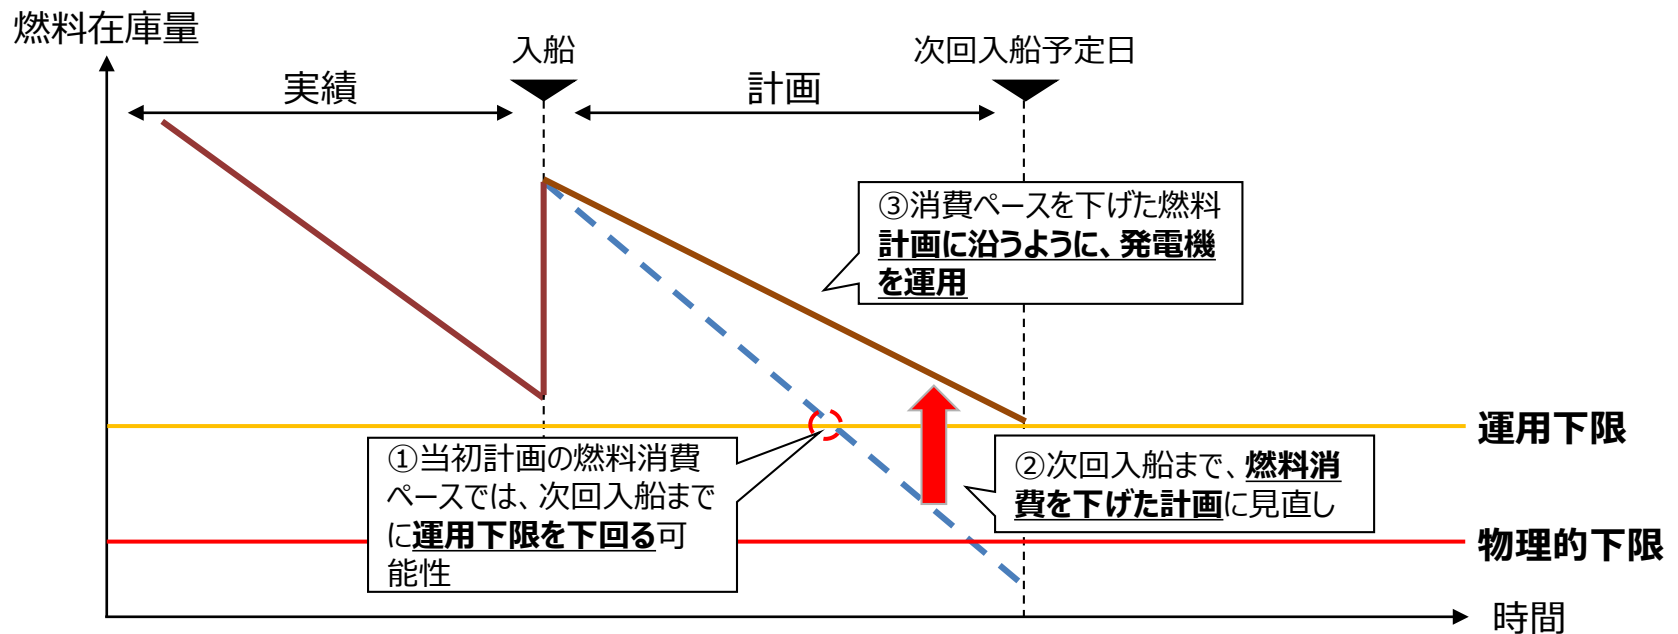 燃料在庫量
入船
次回入船予定日
実績
計画
③消費ペースを下げた燃料
計画に沿うように、発電機
を運用
運用下限
①当初計画の燃料消費
ペースでは、次回入船まで
に運用下限を下回る可
能性
②次回入船まで、燃料消
費を下げた計画に見直し
物理的下限
時間